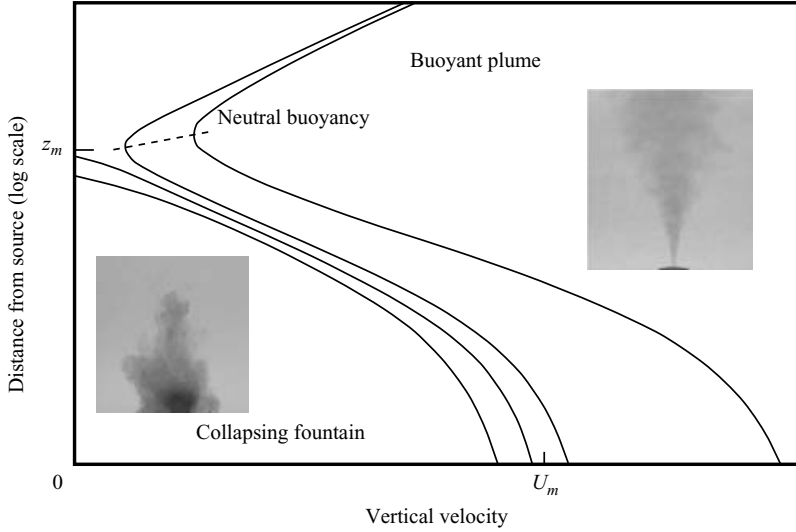 Buoyant plume
Neutral buoyancy
z_m
Distance from source (log scale)
Collapsing fountain
0
U_m
Vertical velocity